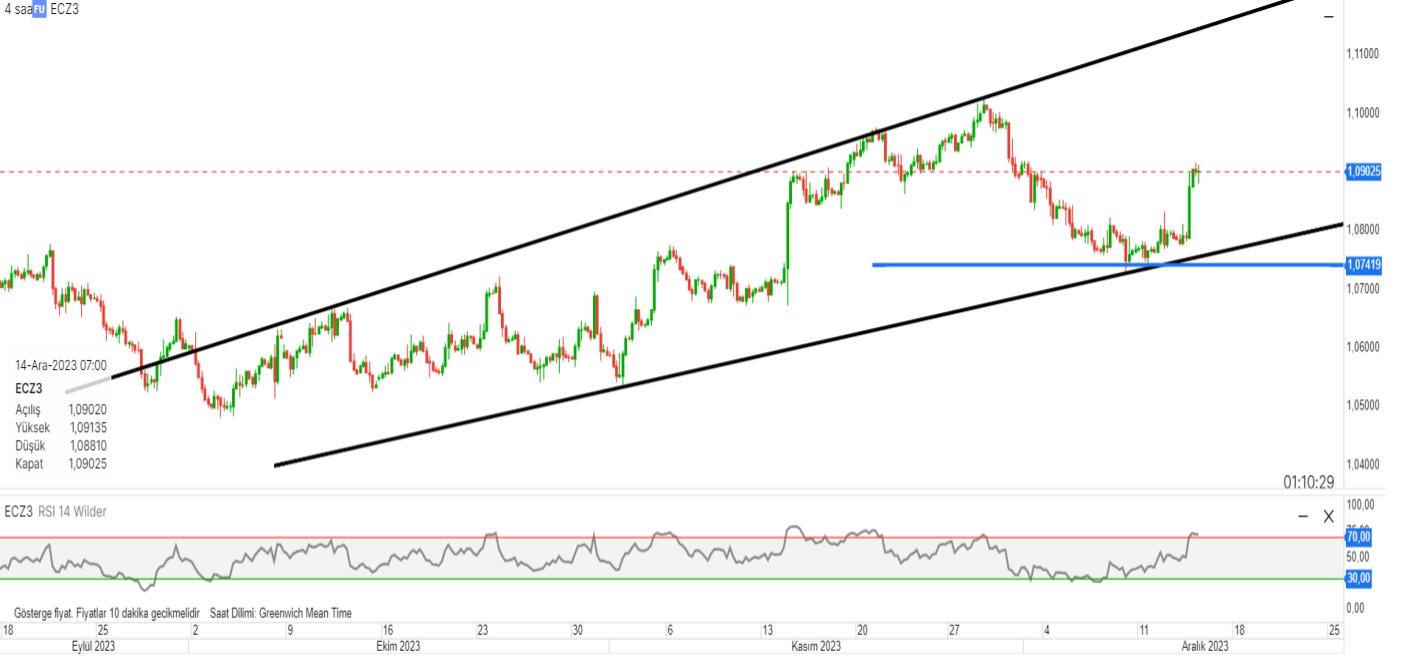 4 saa FU ECZ3
1,11000
1,10000
1,09025
1,08000
1,07419
1,07000
1,06000
1,05000
1,04000
14-Ara-2023 07:00
ECZ3
Açılış 1,09020
Yüksek 1,09135
Düşük 1,08810
Kapat 1,09025
01:10:29
ECZ3 RSI 14 Wilder
100,00
75,00
70,00
50,00
30,00
0,00
Gösterge fiyat. Fiyatlar 10 dakika gecikmelidir Saat Dilimi: Greenwich Mean Time
18 25 2 9 16 23 30 6 13 20 27 4 11 18 25
Eylül 2023 Ekim 2023 Kasım 2023 Aralık 2023